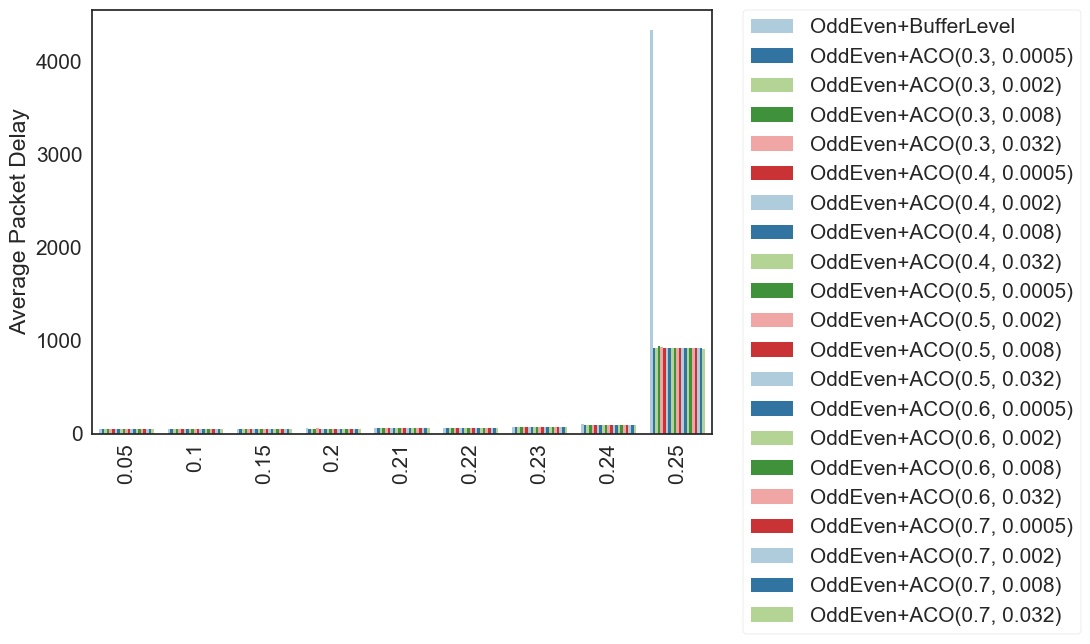 Average Packet Delay
4000
3000
2000
1000
0
0.05
0.1
0.15
0.2
0.21
0.22
0.23
0.24
0.25
OddEven+BufferLevel
OddEven+ACO(0.3, 0.0005)
OddEven+ACO(0.3, 0.002)
OddEven+ACO(0.3, 0.008)
OddEven+ACO(0.3, 0.032)
OddEven+ACO(0.4, 0.0005)
OddEven+ACO(0.4, 0.002)
OddEven+ACO(0.4, 0.008)
OddEven+ACO(0.4, 0.032)
OddEven+ACO(0.5, 0.0005)
OddEven+ACO(0.5, 0.002)
OddEven+ACO(0.5, 0.008)
OddEven+ACO(0.5, 0.032)
OddEven+ACO(0.6, 0.0005)
OddEven+ACO(0.6, 0.002)
OddEven+ACO(0.6, 0.008)
OddEven+ACO(0.6, 0.032)
OddEven+ACO(0.7, 0.0005)
OddEven+ACO(0.7, 0.002)
OddEven+ACO(0.7, 0.008)
OddEven+ACO(0.7, 0.032)